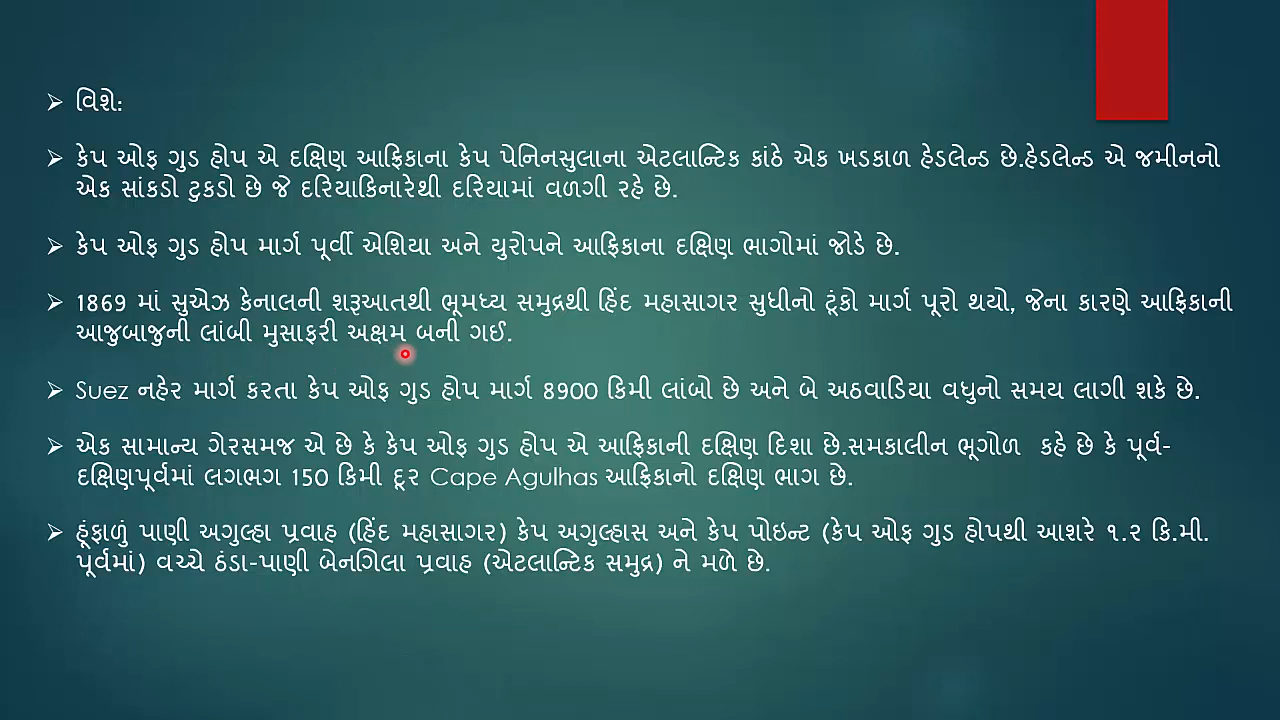 ➢ વિશે:
➢ કેપ ઓફ ગુડ હોપ એ દક્ષિણ આફ્રિકાના કેપ પેનિનસુલાના એટલાન્ટિક કાંઠે એક ખડકાળ હેડલેન્ડ છે.હેડલેન્ડ એ જમીનનો
એક સાંકડો ટુકડો છે જે દરિયાકિનારેથી દરિયામાં વળગી રહે છે.
➢ કેપ ઓફ ગુડ હોપ માર્ગ પૂર્વી એશિયા અને યુરોપને આફ્રિકાના દક્ષિણ ભાગોમાં જોડે છે.
➢ 1869 માં સુએઝ કેનાલની શરૂઆતથી ભૂમધ્ય સમુદ્રથી હિંદ મહાસાગર સુધીનો ટૂંકો માર્ગ પૂરો થયો, જેના કારણે આફ્રિકાની
આજુબાજુની લાંબી મુસાફરી અક્ષમ બની ગઈ.
➢ Suez નહેર માર્ગ કરતા કેપ ઓફ ગુડ હોપ માર્ગ 8900 કિમી લાંબો છે અને બે અઠવાડિયા વધુનો સમય લાગી શકે છે.
➢ એક સામાન્ય ગેરસમજ એ છે કે કેપ ઓફ ગુડ હોપ એ આફ્રિકાની દક્ષિણ દિશા છે.સમકાલીન ભૂગોળ કહે છે કે પૂર્વ-
દક્ષિણપૂર્વમાં લગભગ 150 કિમી દૂર Cape Agulhas આફ્રિકાનો દક્ષિણ ભાગ છે.
➢ હૂંફાળું પાણી અગુલ્હા પ્રવાહ (હિંદ મહાસાગર) કેપ અગુલ્હાસ અને કેપ પોઇન્ટ (કેપ ઓફ ગુડ હોપથી આશરે ૧.૨ કિ.મી.
પૂર્વમાં) વચ્ચે ઠંડા-પાણી બેનગિલા પ્રવાહ (એટલાન્ટિક સમુદ્ર) ને મળે છે.